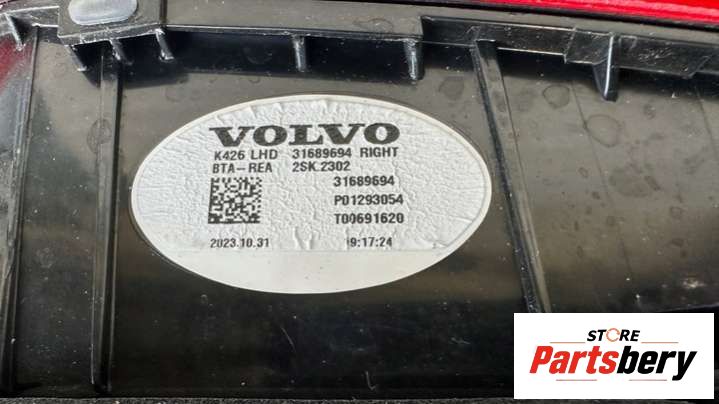 VOLVO
K426 LHD 31689694 RIGHT
BTA-REA 2SK.2302
31689694
P01293054
T00691620
2023.10.31 19:17:24
STORE
Partsbery